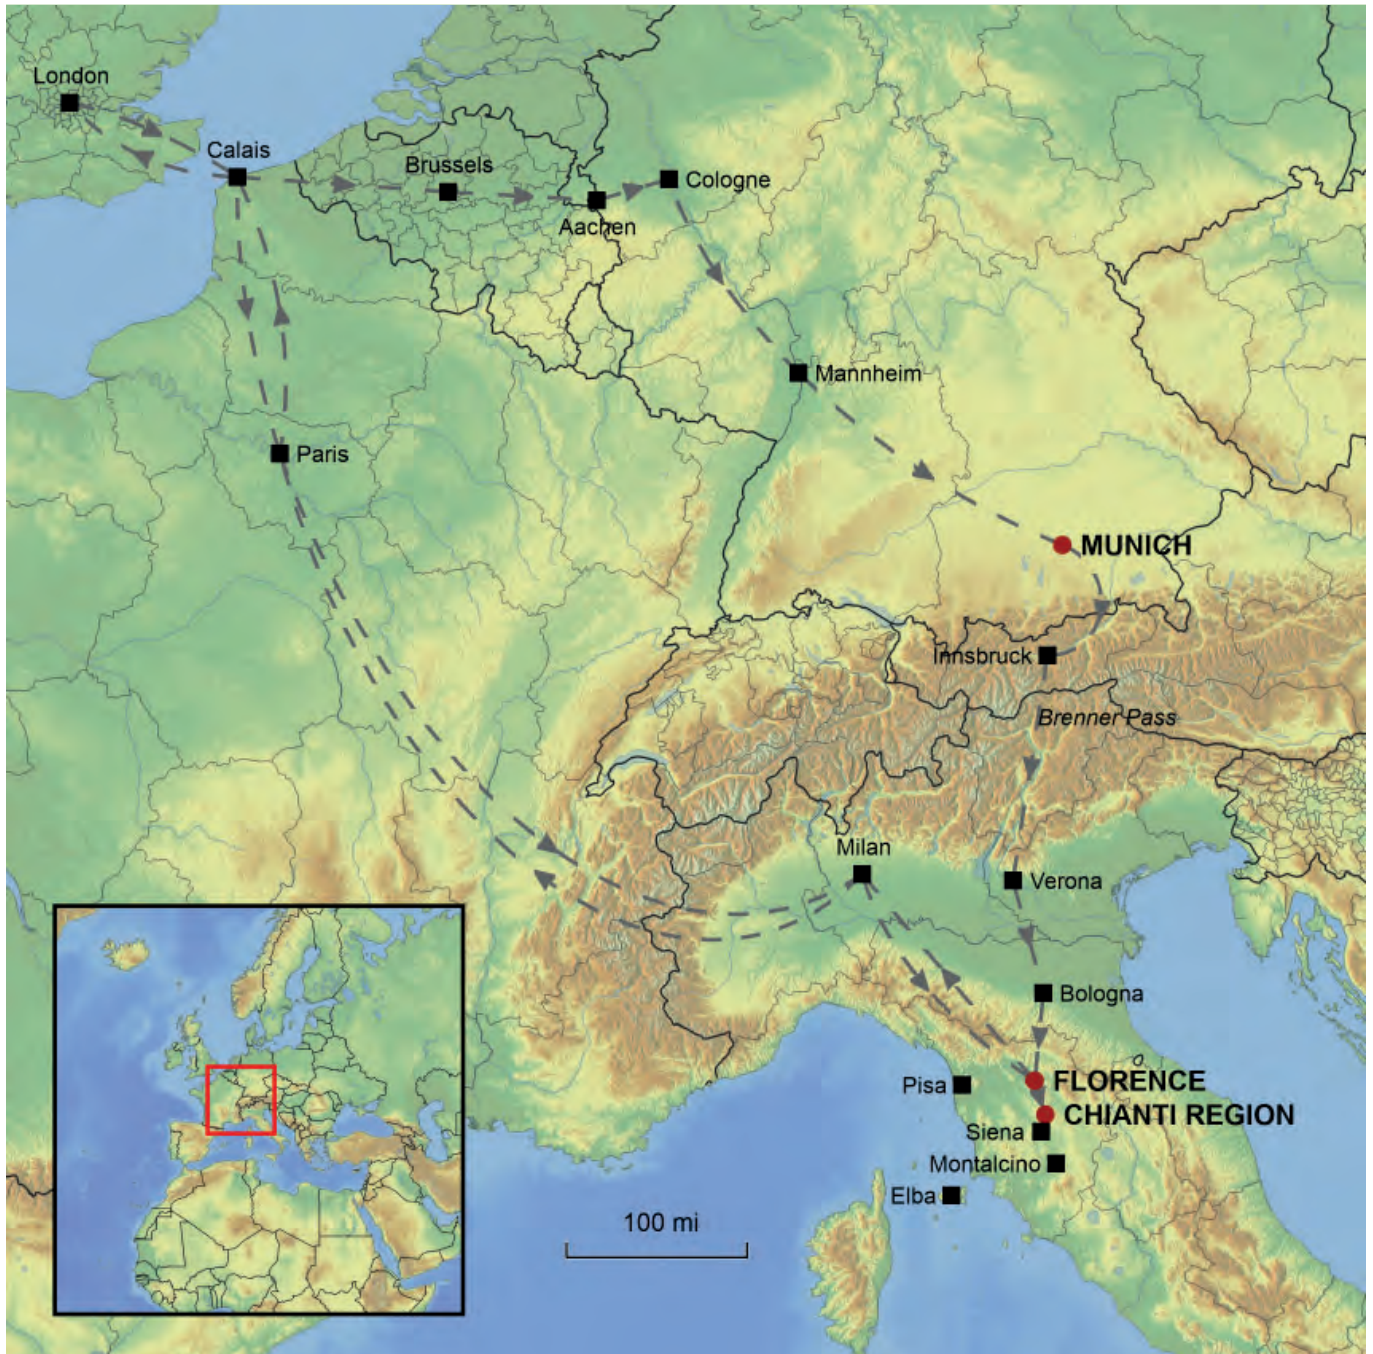 London
Calais
Brussels
Cologne
Aachen
Mannheim
Paris
MUNICH
Innsbruck
Brenner Pass
Milan
Verona
Bologna
Pisa
FLORENCE
CHIANTI REGION
Siena
Montalcino
Elba
100 mi